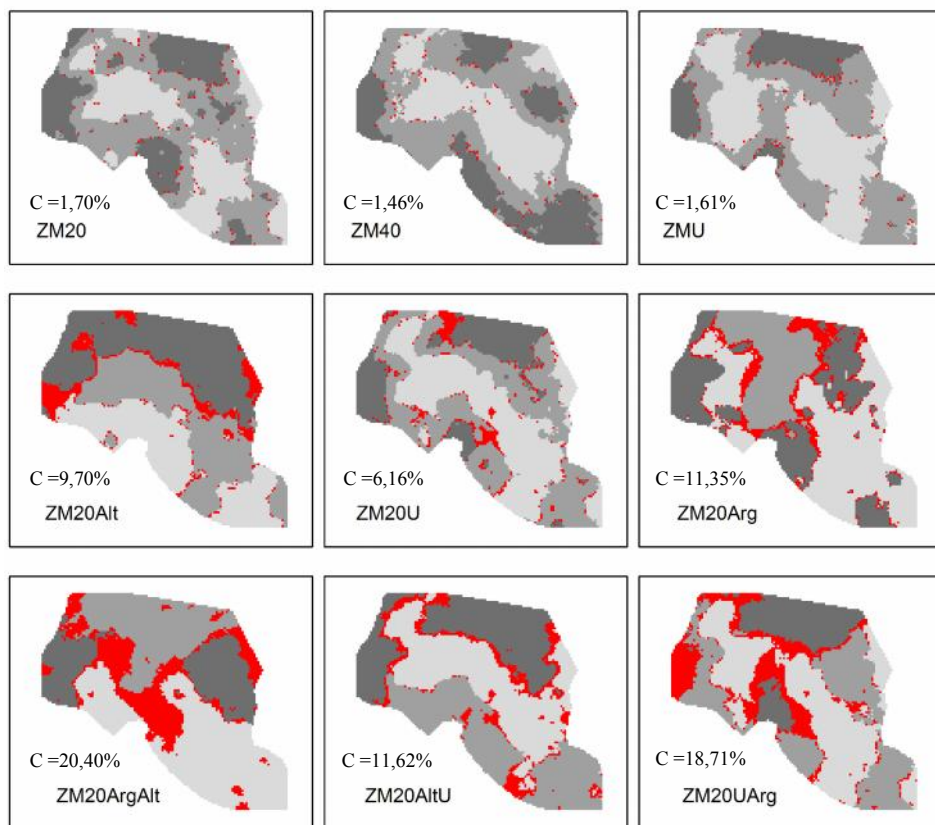 C =1,70%
ZM20
C =1,46%
ZM40
C =1,61%
ZMU
C =9,70%
ZM20Alt
C =6,16%
ZM20U
C =11,35%
ZM20Arg
C =20,40%
ZM20ArgAlt
C =11,62%
ZM20AltU
C =18,71%
ZM20UArg